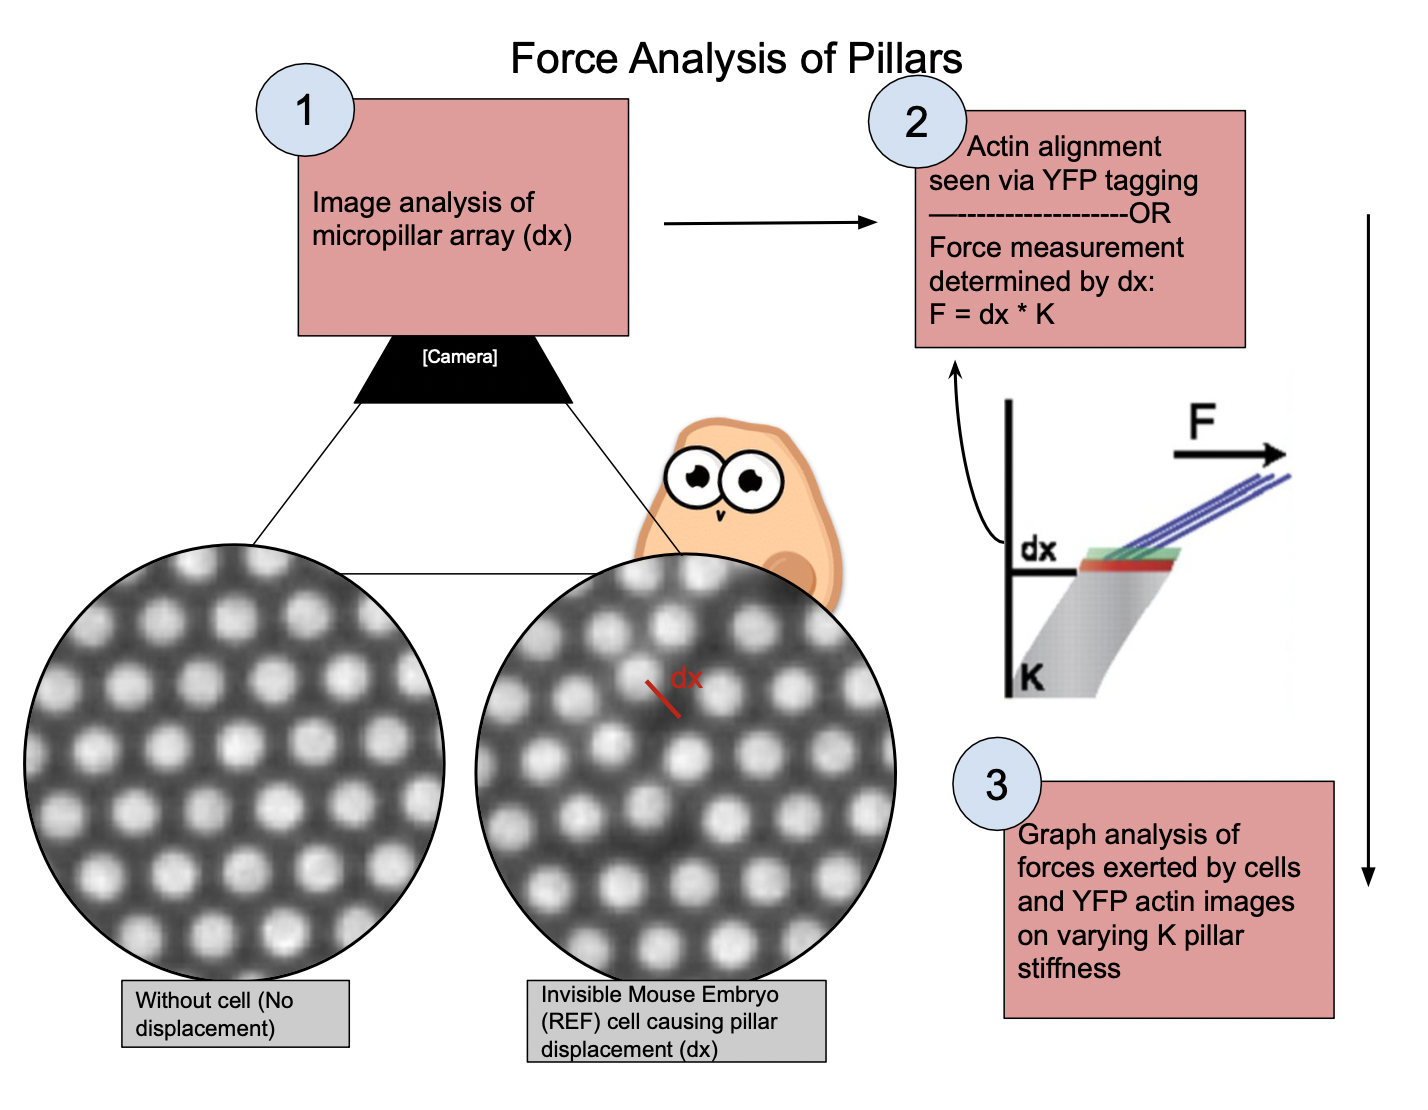 Force Analysis of Pillars
1
Image analysis of
micropillar array (dx)
[Camera]
2
Actin alignment
seen via YFP tagging
—------------------OR
Force measurement
determined by dx:
F = dx * K
F
dx
K
dx
3
Graph analysis of
forces exerted by cells
and YFP actin images
on varying K pillar
stiffness
Without cell (No
displacement)
Invisible Mouse Embryo
(REF) cell causing pillar
displacement (dx)